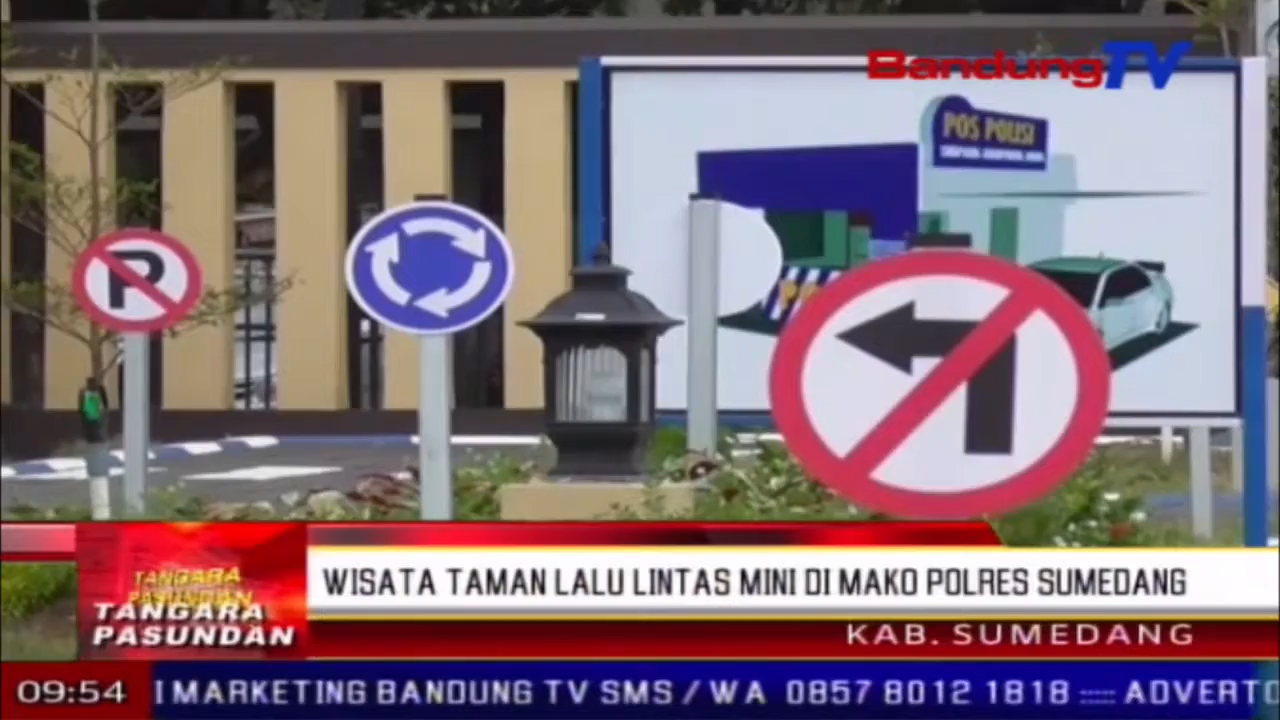 BandungTV
POS POLISI
P
WISATA TAMAN LALU LINTAS MINI DI MAKO POLRES SUMEDANG
TANGARA
PASUNDAN
TANGARA
PASUNDAN
KAB. SUMEDANG
09:54
I MARKETING BANDUNG TV SMS / WA 0857 8012 1818 ::::: ADVERTO